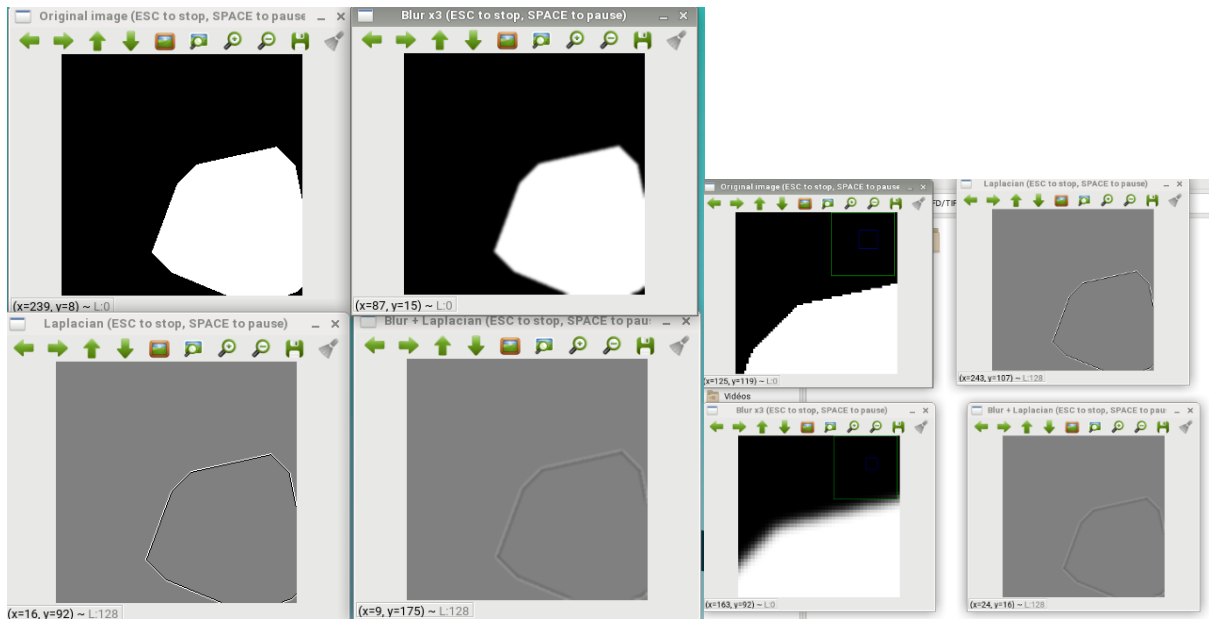 Original image (ESC to stop, SPACE to pause
Blur x3 (ESC to stop, SPACE to pause)
(x=239, y=8) ~ L:0
(x=87, y=15) ~ L:0
Laplacian (ESC to stop, SPACE to pause)
Blur + Laplacian (ESC to stop, SPACE to pau
(x=16, y=92) ~ L:128
(x=9, y=175) ~ L:128
Original image (ESC to stop, SPACE to pause
FD/TIF
Laplacian (ESC to stop, SPACE to pause)
(x=125, y=119) ~ L:0
(x=243, y=107) ~ L:128
Vidéos
Blur x3 (ESC to stop, SPACE to pause)
Blur + Laplacian (ESC to stop, SPACE to pau
(x=163, y=92) ~ L:0
(x=24, y=16) ~ L:128